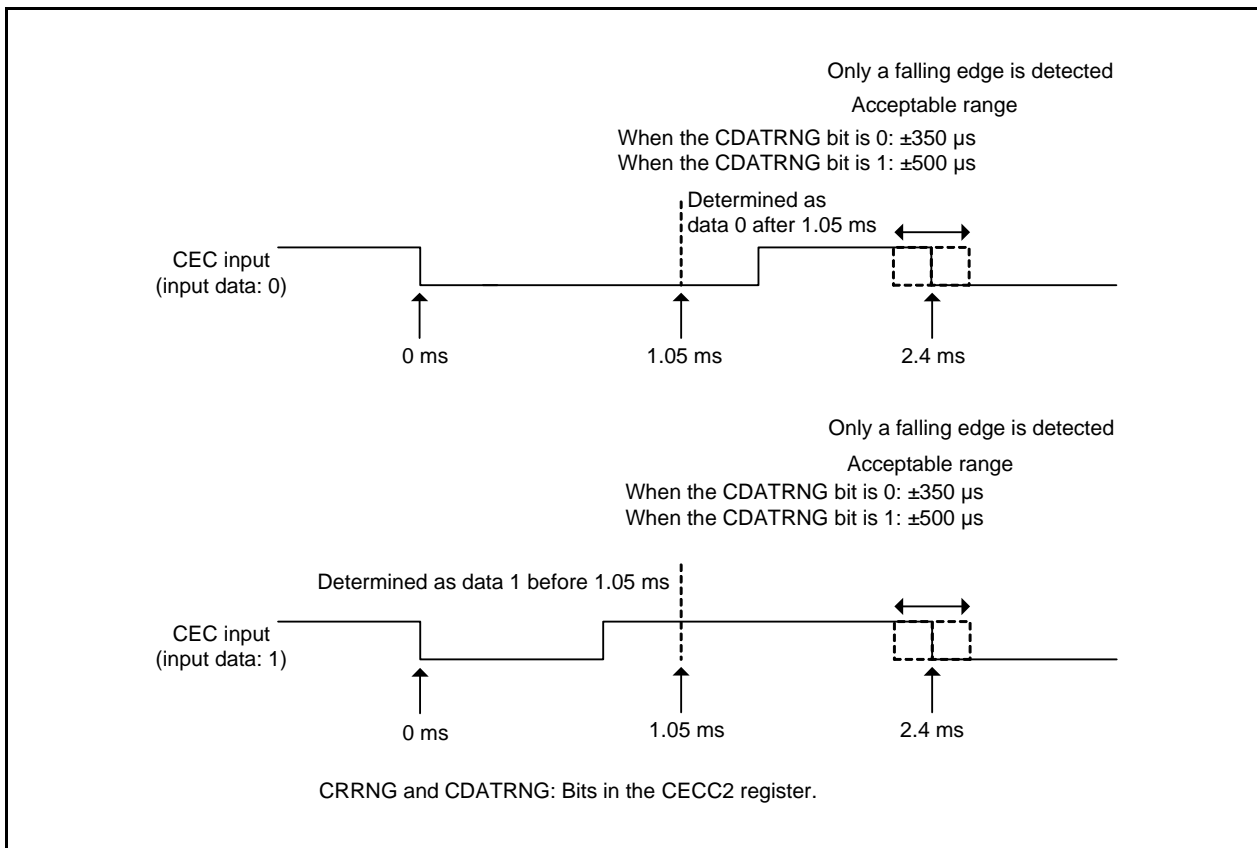 Only a falling edge is detected
Acceptable range
When the CDATRNG bit is 0: ±350 µs
When the CDATRNG bit is 1: ±500 µs
Determined as
data 0 after 1.05 ms
CEC input
(input data: 0)
0 ms
1.05 ms
2.4 ms
Only a falling edge is detected
Acceptable range
When the CDATRNG bit is 0: ±350 µs
When the CDATRNG bit is 1: ±500 µs
Determined as data 1 before 1.05 ms
CEC input
(input data: 1)
0 ms
1.05 ms
2.4 ms
CRRNG and CDATRNG: Bits in the CECC2 register.